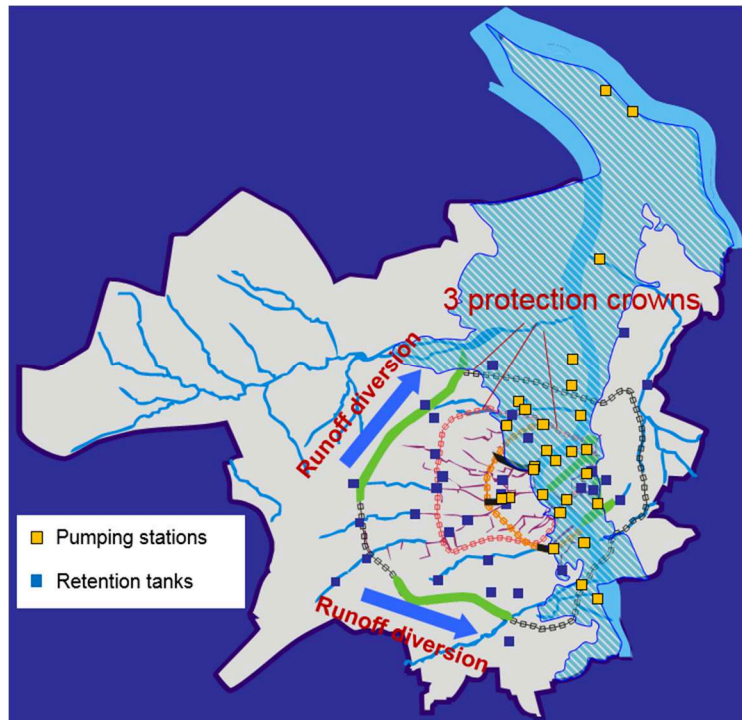 3 protection crowns
Runoff diversion
Pumping stations
Retention tanks
Runoff diversion